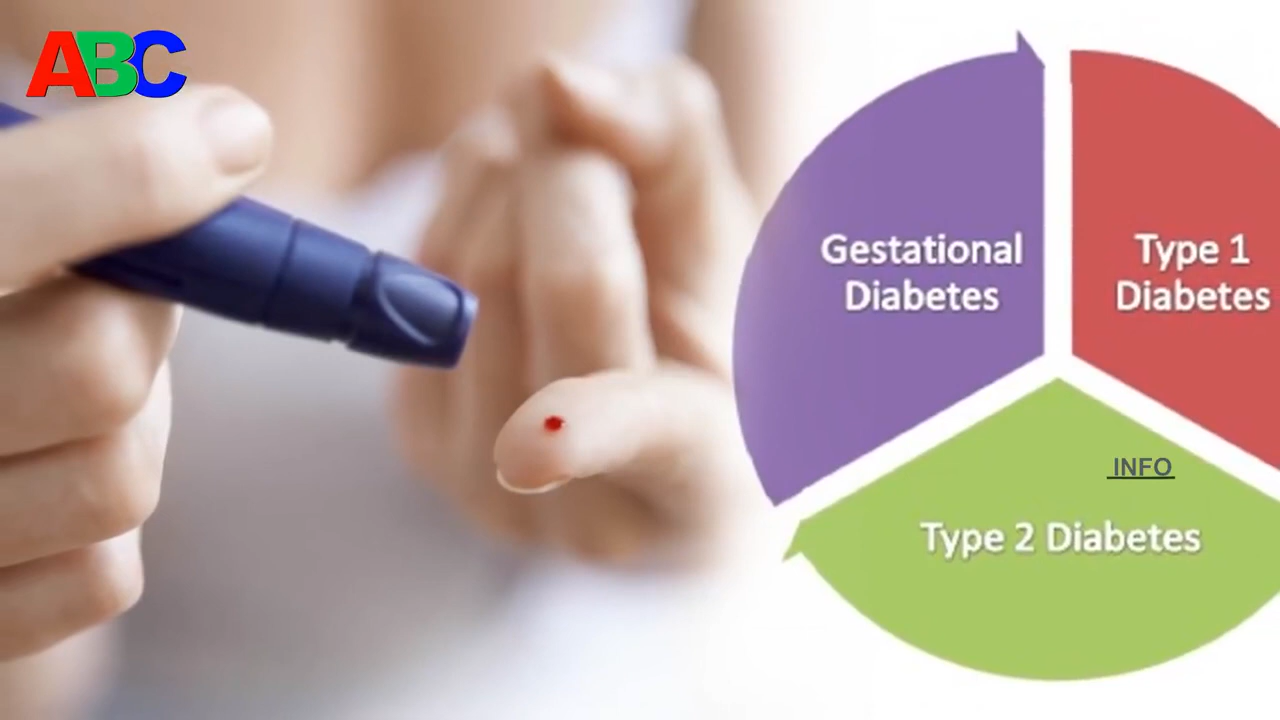 ABC
Gestational
Diabetes
Type 1
Diabetes
INFO
Type 2 Diabetes